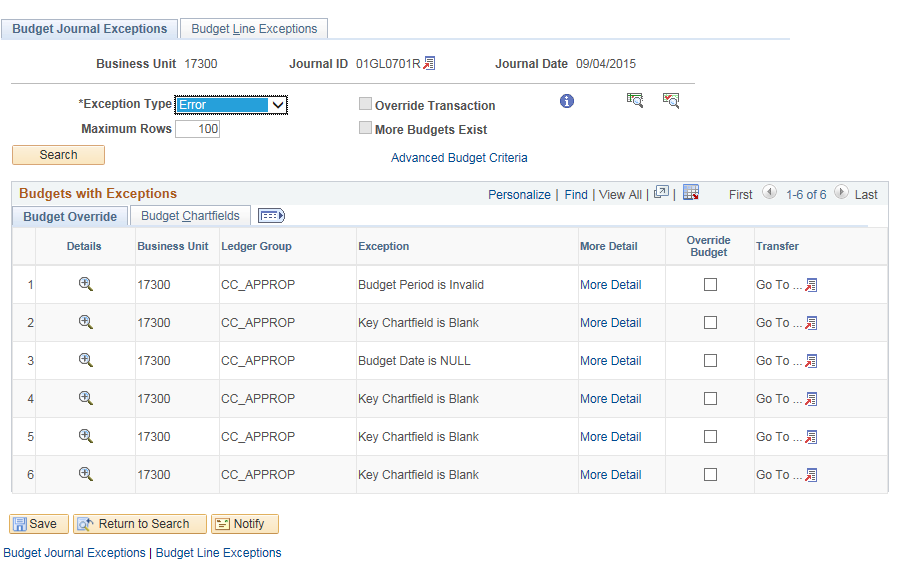 Budget Journal Exceptions Budget Line Exceptions
Business Unit 17300 Journal ID 01GL0701R Journal Date 09/04/2015
*Exception Type Error Override Transaction
Maximum Rows 100 More Budgets Exist
Search Advanced Budget Criteria
Budgets with Exceptions Personalize | Find | View All | | First 1-6 of 6 Last
Budget Override Budget Chartfields
Details Business Unit Ledger Group Exception More Detail Override Budget Transfer
1 17300 CC_APPROP Budget Period is Invalid More Detail Go To ...
2 17300 CC_APPROP Key Chartfield is Blank More Detail Go To ...
3 17300 CC_APPROP Budget Date is NULL More Detail Go To ...
4 17300 CC_APPROP Key Chartfield is Blank More Detail Go To ...
5 17300 CC_APPROP Key Chartfield is Blank More Detail Go To ...
6 17300 CC_APPROP Key Chartfield is Blank More Detail Go To ...
Save Return to Search Notify
Budget Journal Exceptions | Budget Line Exceptions